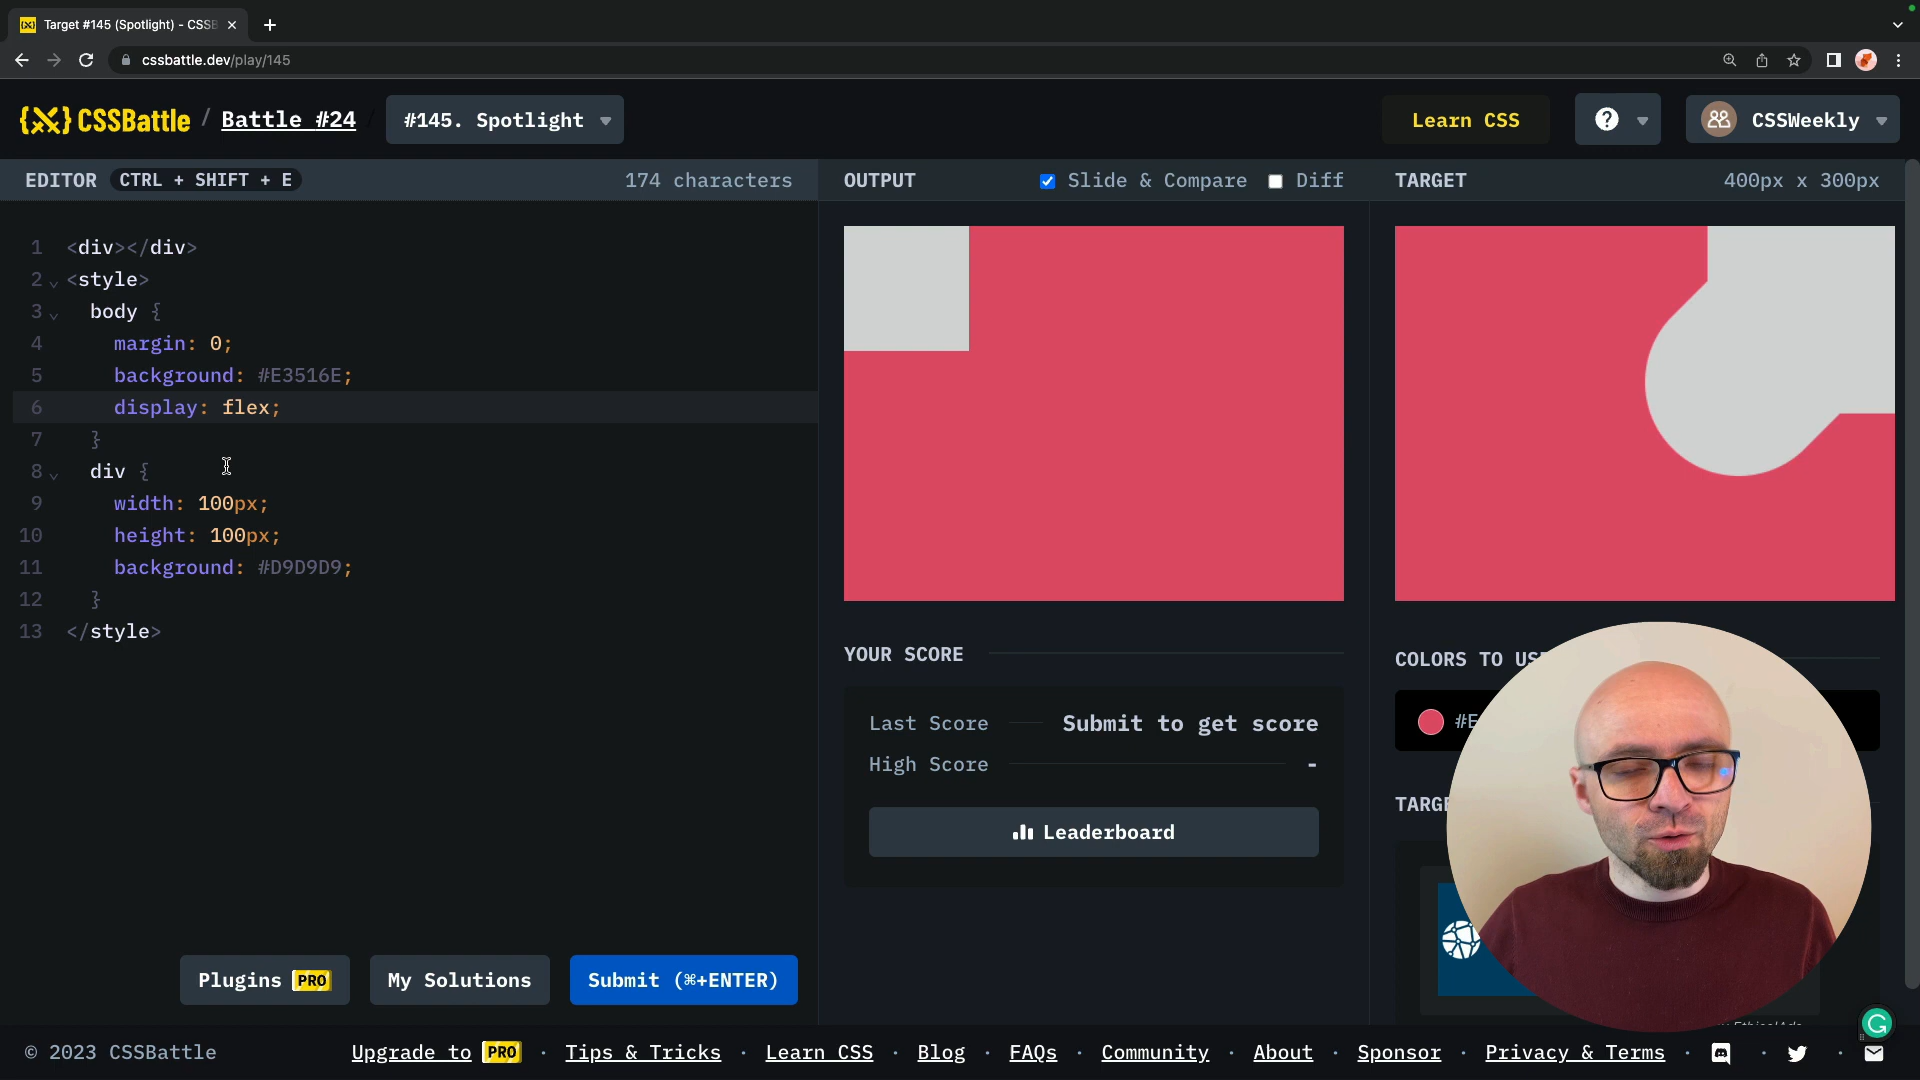 Target #145 (Spotlight) - CSSB
cssbattle.dev/play/145
{X} CSSBattle / Battle #24 #145. Spotlight
Learn CSS ? CSSWeekly
EDITOR CTRL + SHIFT + E 174 characters
OUTPUT Slide & Compare Diff
TARGET 400px x 300px
1 <div></div>
2 <style>
3 body {
4 margin: 0;
5 background: #E3516E;
6 display: flex;
7 }
8 div {
9 width: 100px;
10 height: 100px;
11 background: #D9D9D9;
12 }
13 </style>
YOUR SCORE
Last Score Submit to get score
High Score -
Leaderboard
COLORS TO US
#E
TARGE
Plugins PRO My Solutions Submit (⌘+ENTER)
© 2023 CSSBattle Upgrade to PRO · Tips & Tricks · Learn CSS · Blog · FAQs · Community · About · Sponsor · Privacy & Terms